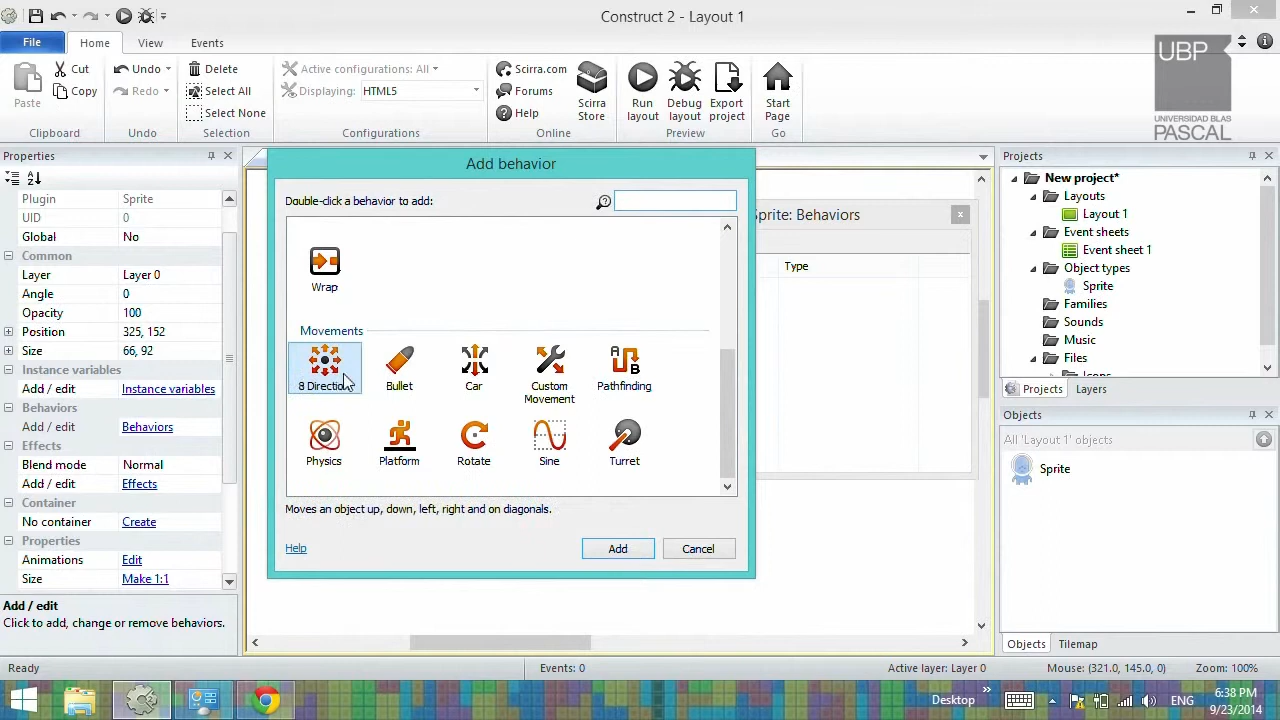 Construct 2 - Layout 1
File Home View Events
Paste Cut Copy Clipboard
Undo Redo Undo
Delete Select All Select None Selection
Active configurations: All
Displaying: HTML5
Configurations
Scirra.com Forums Help Scirra Store Online
Run layout Debug layout Export project Preview
Start Page Go
UBP
UNIVERSIDAD BLAS
PASCAL
Properties
Plugin Sprite
UID 0
Global No
Common
Layer Layer 0
Angle 0
Opacity 100
Position 325, 152
Size 66, 92
Instance variables
Add / edit Instance variables
Behaviors
Add / edit Behaviors
Effects
Blend mode Normal
Add / edit Effects
Container
No container Create
Properties
Animations Edit
Size Make 1:1
Add / edit
Click to add, change or remove behaviors.
Add behavior
Double-click a behavior to add:
Wrap
Movements
8 Direction Bullet Car Custom Movement Pathfinding
Physics Platform Rotate Sine Turret
Moves an object up, down, left, right and on diagonals.
Help Add Cancel
Sprite: Behaviors
Type
Projects
New project*
Layouts
Layout 1
Event sheets
Event sheet 1
Object types
Sprite
Families
Sounds
Music
Files
Icons
Projects Layers
Objects
All 'Layout 1' objects
Sprite
Objects Tilemap
Ready Events: 0 Active layer: Layer 0 Mouse: (321.0, 145.0, 0) Zoom: 100%
Desktop ENG 6:38 PM
9/23/2014